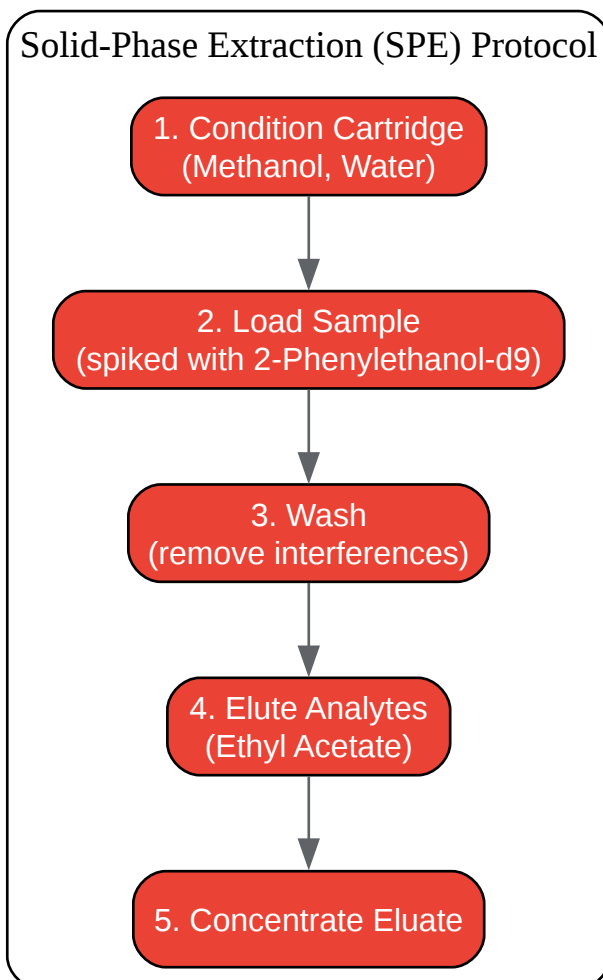 Solid-Phase Extraction (SPE) Protocol
1. Condition Cartridge
(Methanol, Water)
2. Load Sample
(spiked with 2-Phenylethanol-d9)
3. Wash
(remove interferences)
4. Elute Analytes
(Ethyl Acetate)
5. Concentrate Eluate